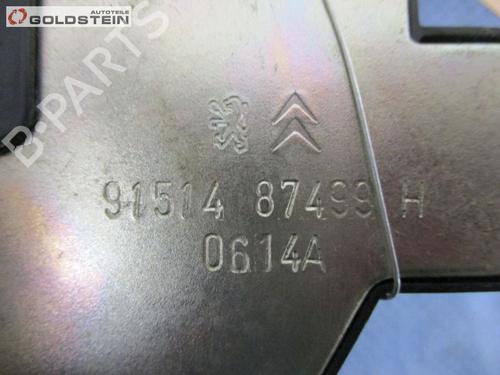 AUTOTEILE
GOLDSTEIN
B-PARTS
91514 87499 H
0614A